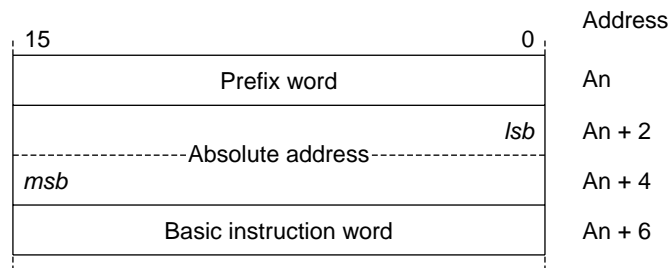 Address
15 0
Prefix word An
lsb An + 2
Absolute address
msb An + 4
Basic instruction word An + 6